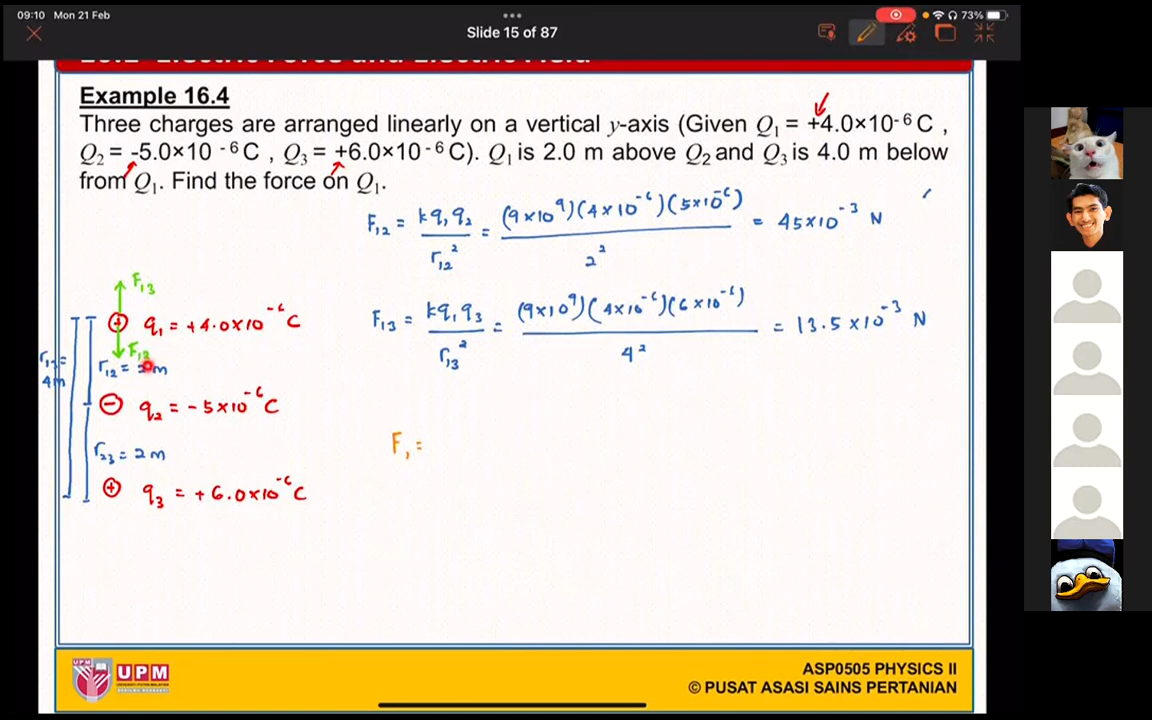 09:10 Mon 21 Feb
73%
Slide 15 of 87
Example 16.4
Three charges are arranged linearly on a vertical y-axis (Given Q₁ = +4.0×10⁻⁶ C ,
Q₂ = -5.0×10 ⁻⁶ C , Q₃ = +6.0×10⁻⁶ C). Q₁ is 2.0 m above Q₂ and Q₃ is 4.0 m below
from Q₁. Find the force on Q₁.
F₁₂ = kq₁q₂ / r₁₂² = (9×10⁹)(4×10⁻⁶)(5×10⁻⁶) / 2² = 45×10⁻³ N
F₁₃ = kq₁q₃ / r₁₃² = (9×10⁹)(4×10⁻⁶)(6×10⁻⁶) / 4² = 13.5×10⁻³ N
F₁ =
F₁₃
q₁ = +4.0×10⁻⁶ C
F₁₂
r₁₃ =
4m
r₁₂ = 2m
q₂ = -5×10⁻⁶ C
r₂₃ = 2m
q₃ = +6.0×10⁻⁶ C
UPM
UPM
ASP0505 PHYSICS II
© PUSAT ASASI SAINS PERTANIAN